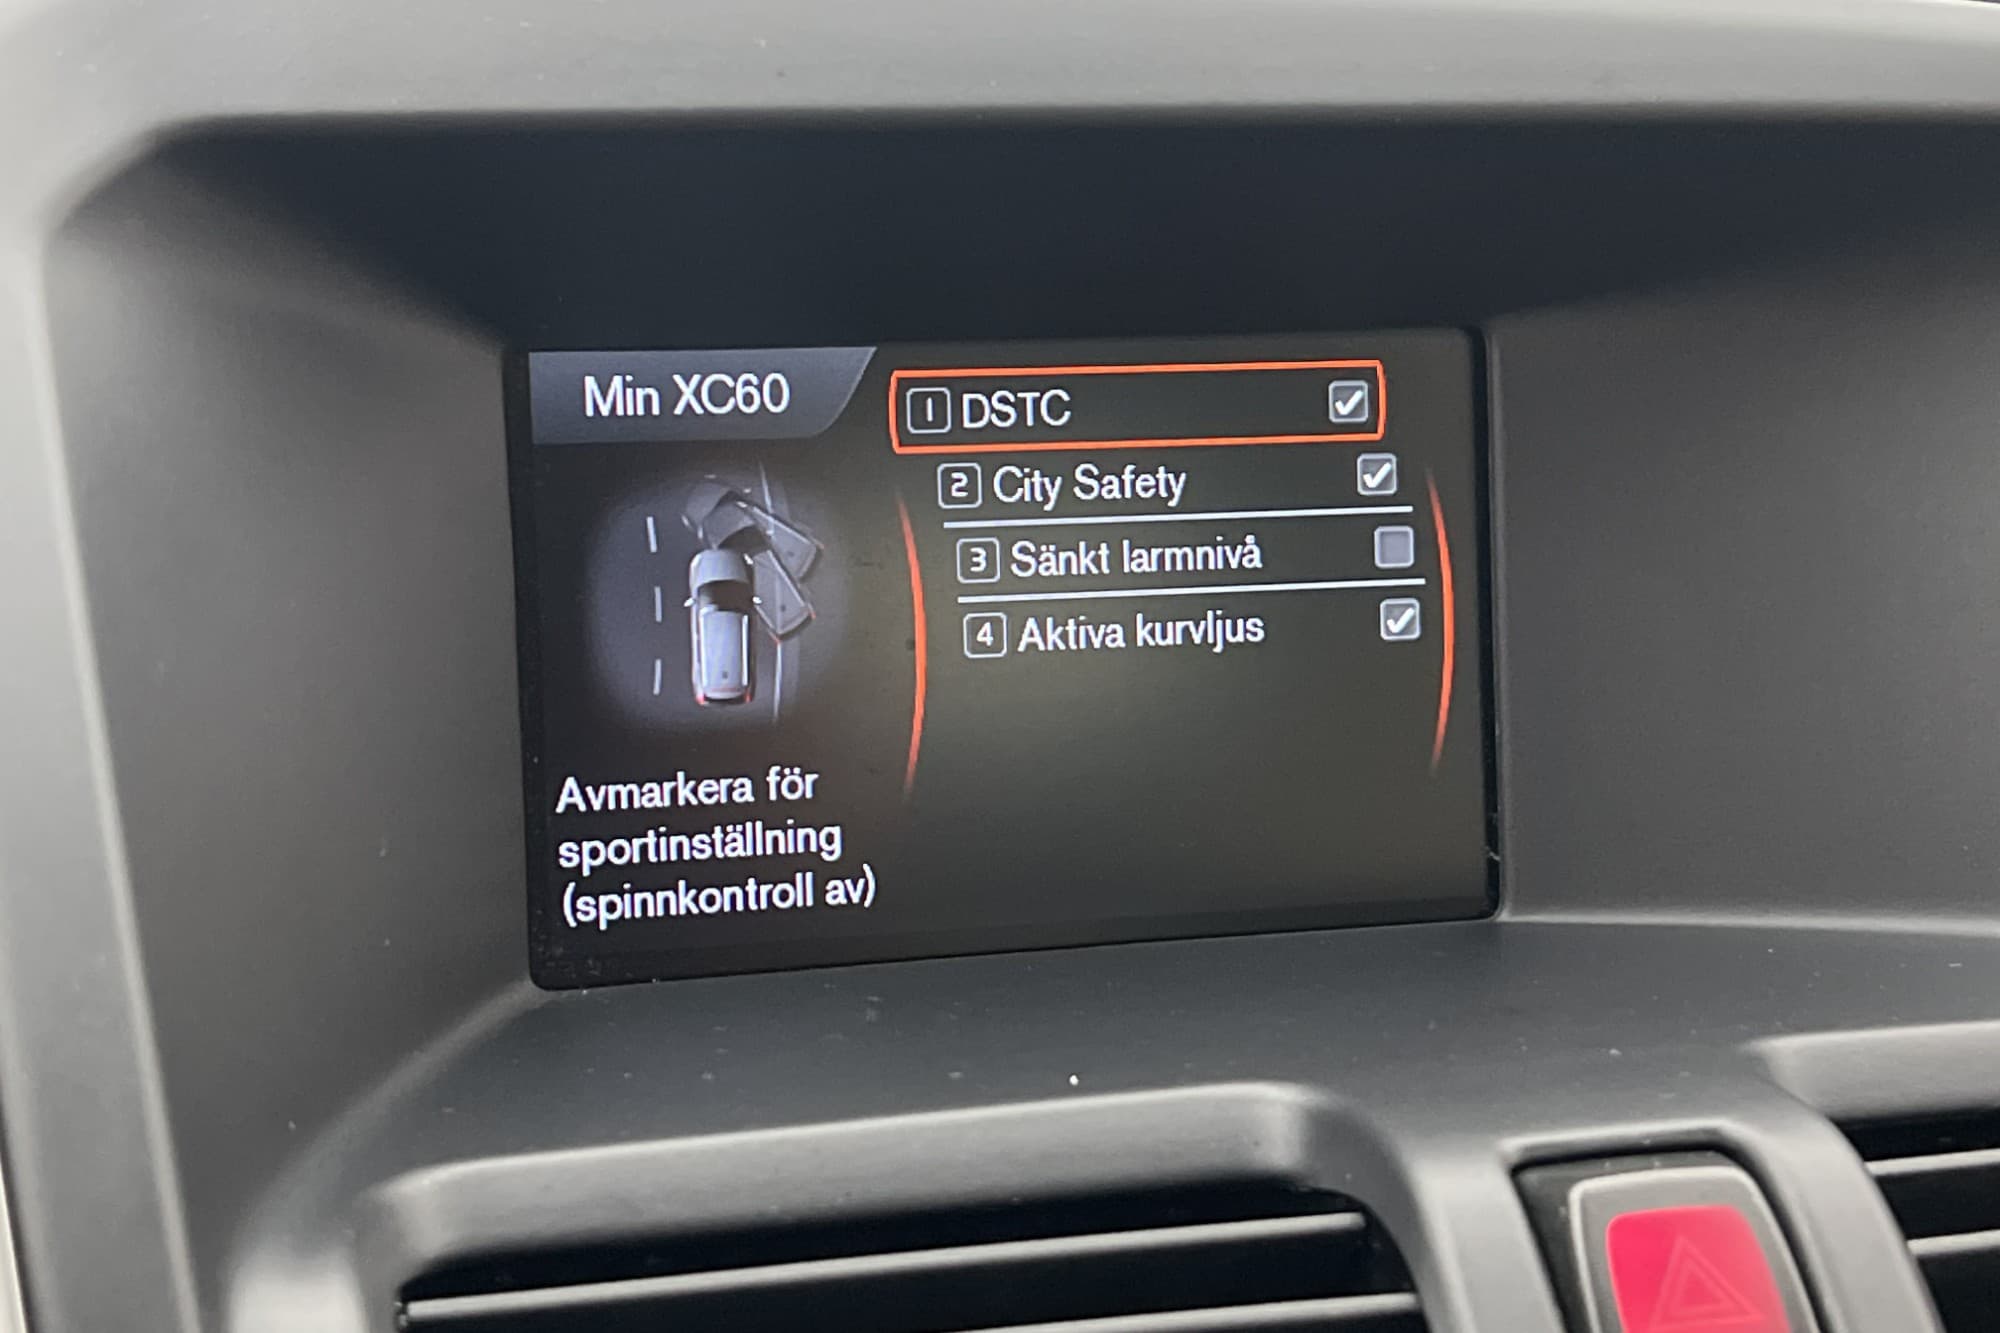 Min XC60
1 DSTC
2 City Safety
3 Sänkt larmnivå
4 Aktiva kurvljus
Avmarkera för
sportinställning
(spinnkontroll av)